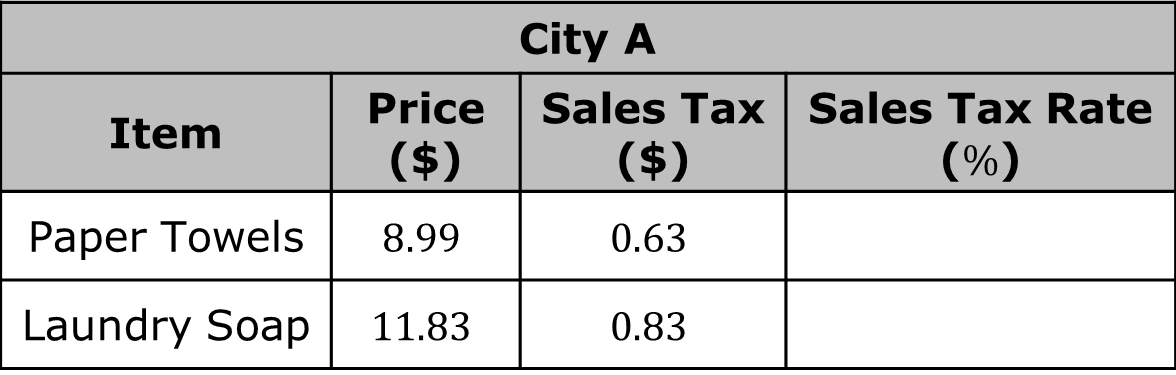 City A
Item Price ($) Sales Tax ($) Sales Tax Rate (%)
Paper Towels 8.99 0.63
Laundry Soap 11.83 0.83